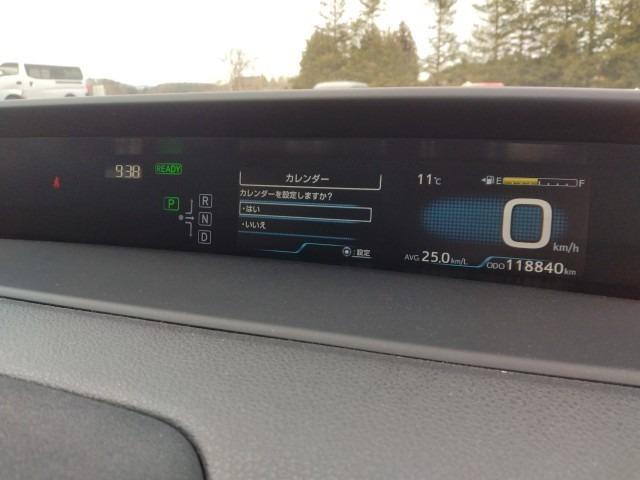 9:38
READY
P
R
N
D
カレンダー
カレンダーを設定しますか?
・はい
・いいえ
:設定
11℃
E F
0
km/h
AVG 25.0 km/L
ODO 118840 km